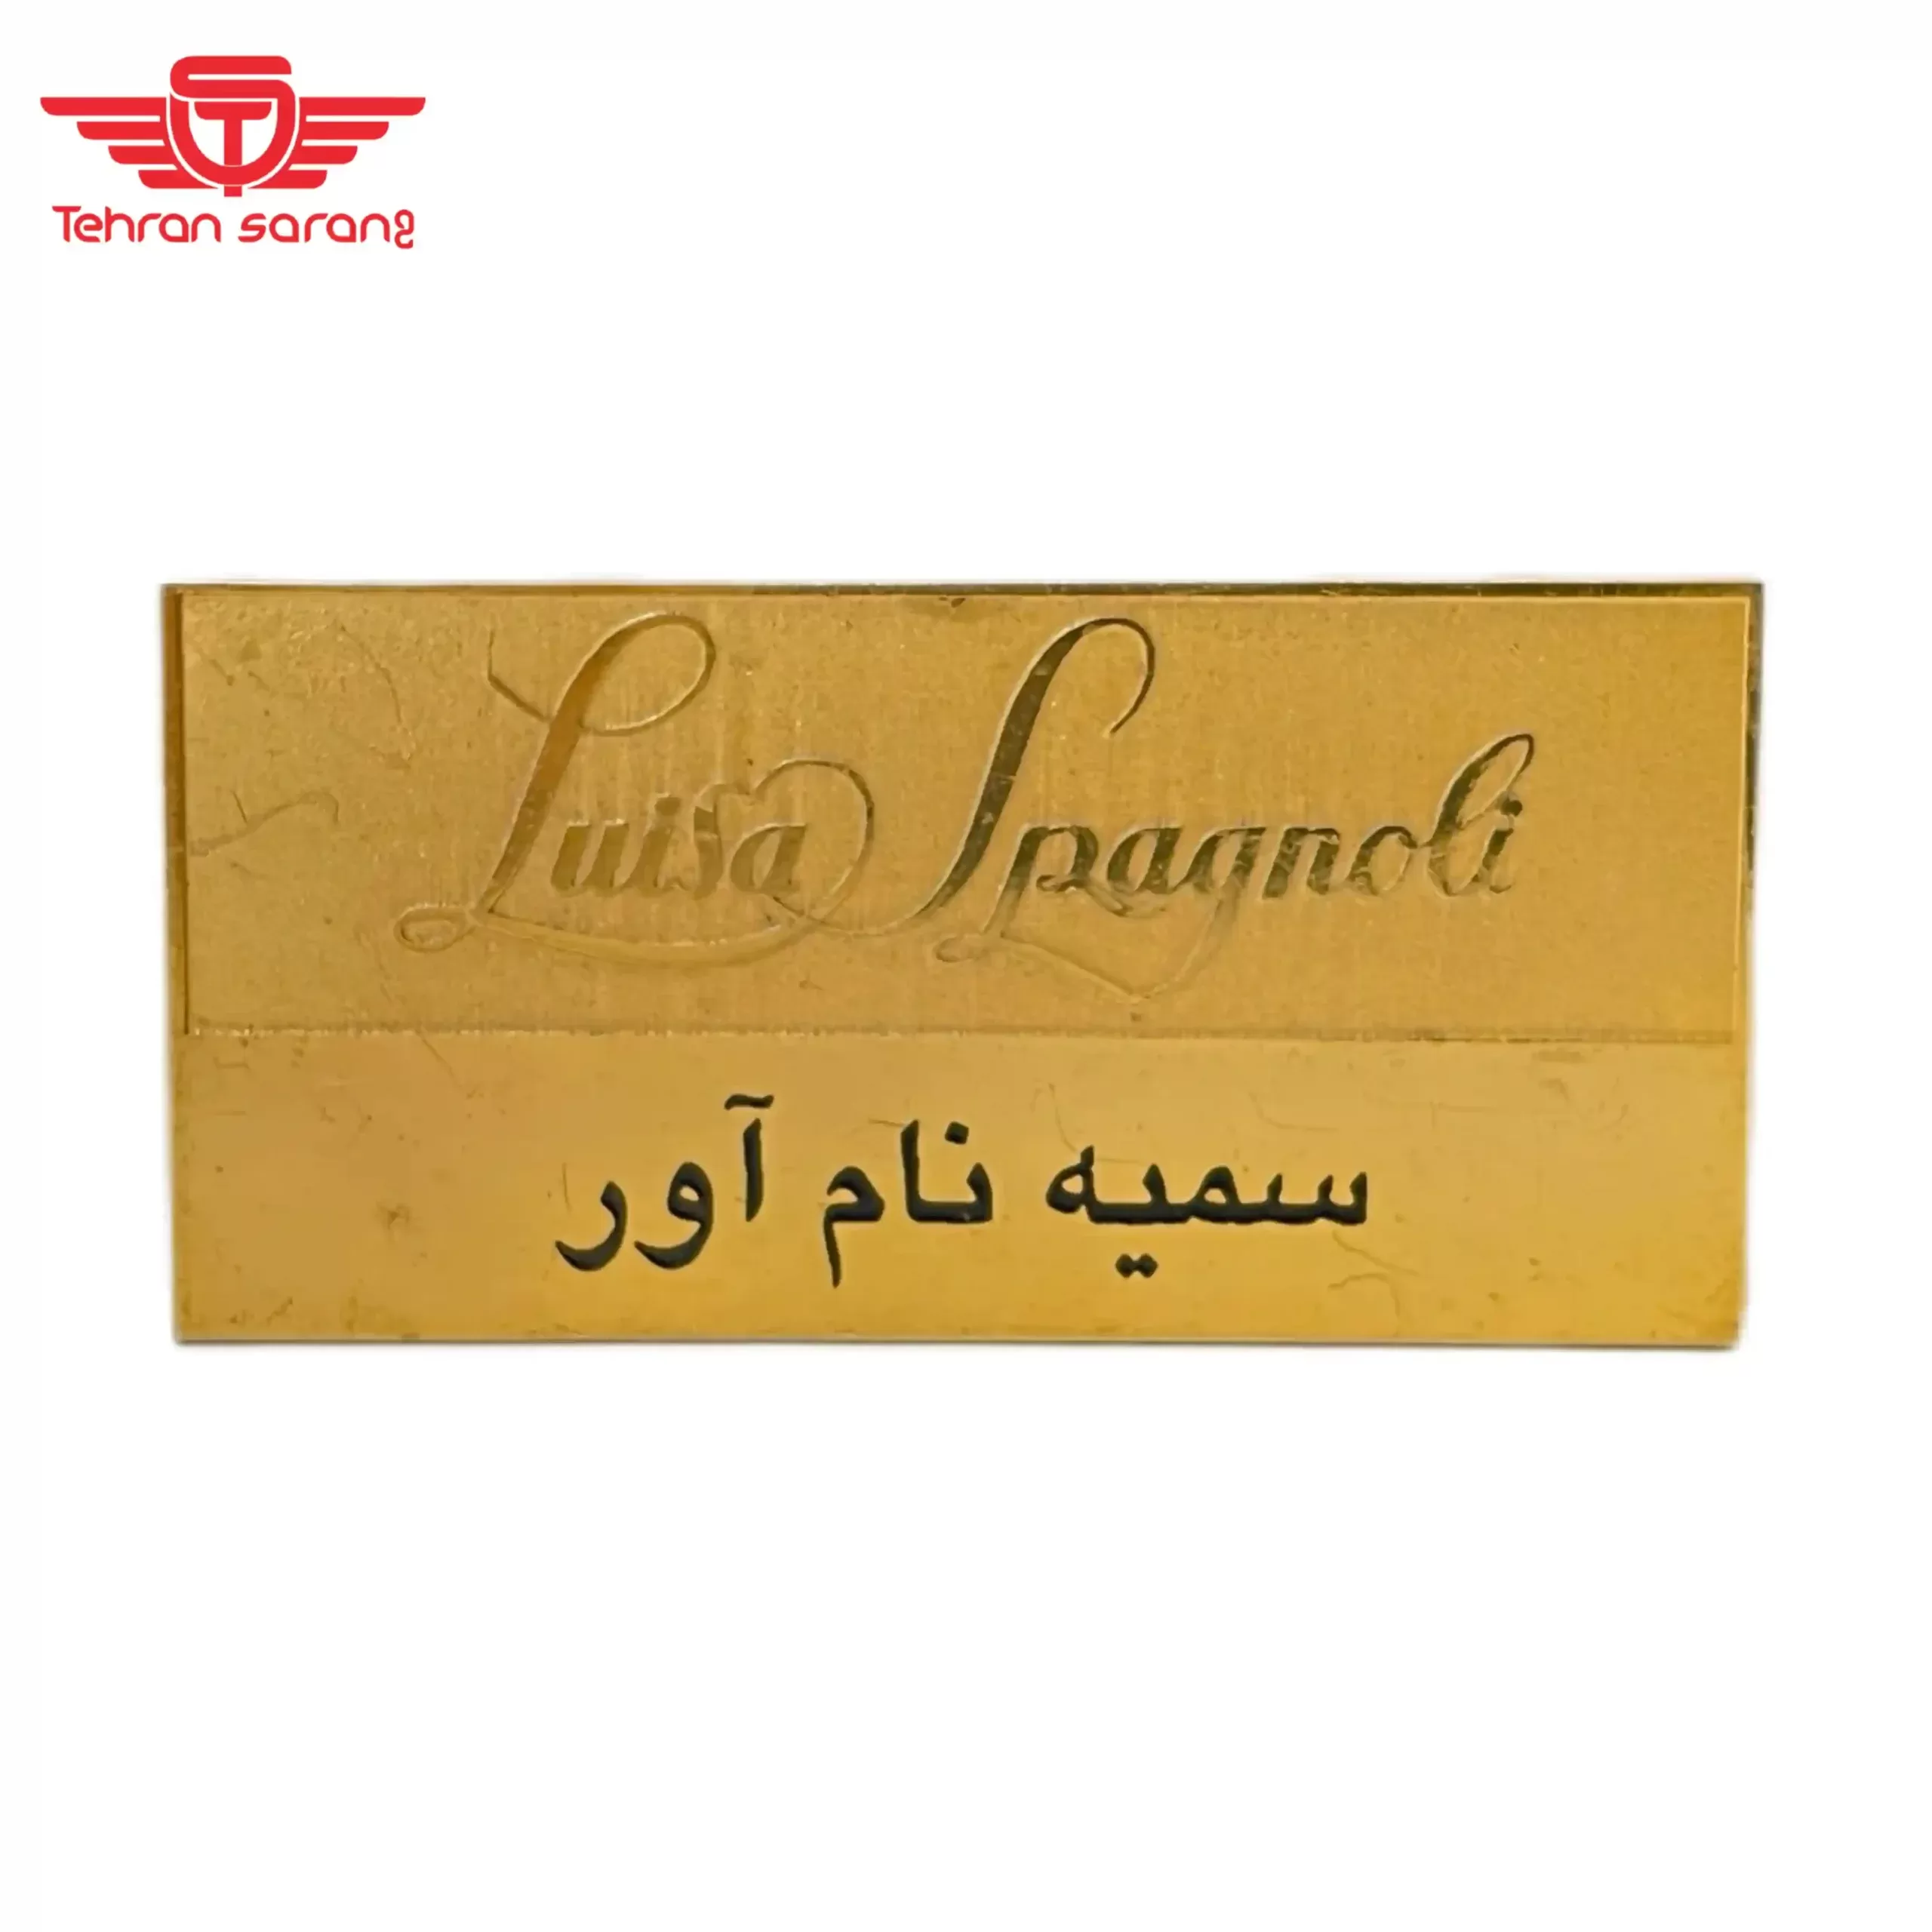 Tehran sarang
Luisa Spagnoli
سمیه نام آور